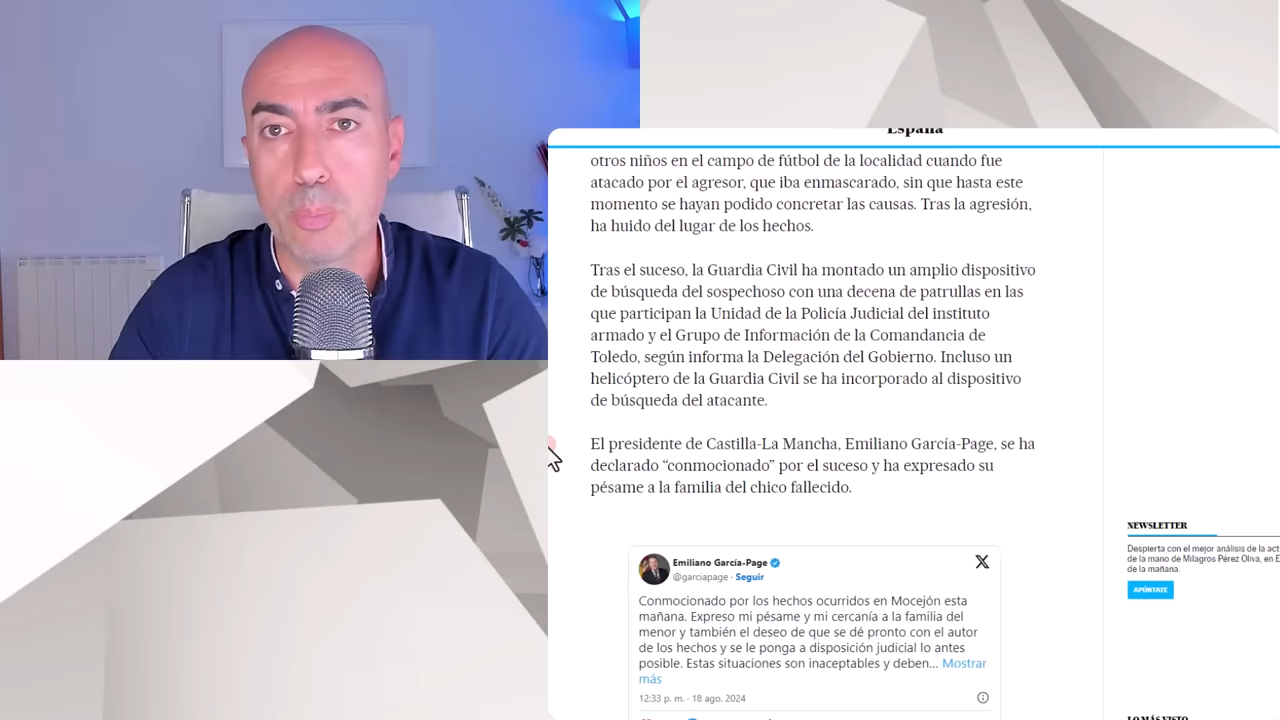 España
otros niños en el campo de fútbol de la localidad cuando fue
atacado por el agresor, que iba enmascarado, sin que hasta este
momento se hayan podido concretar las causas. Tras la agresión,
ha huido del lugar de los hechos.
Tras el suceso, la Guardia Civil ha montado un amplio dispositivo
de búsqueda del sospechoso con una decena de patrullas en las
que participan la Unidad de la Policía Judicial del instituto
armado y el Grupo de Información de la Comandancia de
Toledo, según informa la Delegación del Gobierno. Incluso un
helicóptero de la Guardia Civil se ha incorporado al dispositivo
de búsqueda del atacante.
El presidente de Castilla-La Mancha, Emiliano García-Page, se ha
declarado “conmocionado” por el suceso y ha expresado su
pésame a la familia del chico fallecido.
Emiliano García-Page
@garciapage · Seguir
Conmocionado por los hechos ocurridos en Mocejón esta
mañana. Expreso mi pésame y mi cercanía a la familia del
menor y también el deseo de que se dé pronto con el autor
de los hechos y se le ponga a disposición judicial lo antes
posible. Estas situaciones son inaceptables y deben... Mostrar
más
12:33 p. m. · 18 ago. 2024
NEWSLETTER
Despierta con el mejor análisis de la act
de la mano de Milagros Pérez Oliva, en E
de la mañana.
APÚNTATE
LO MÁS VISTO